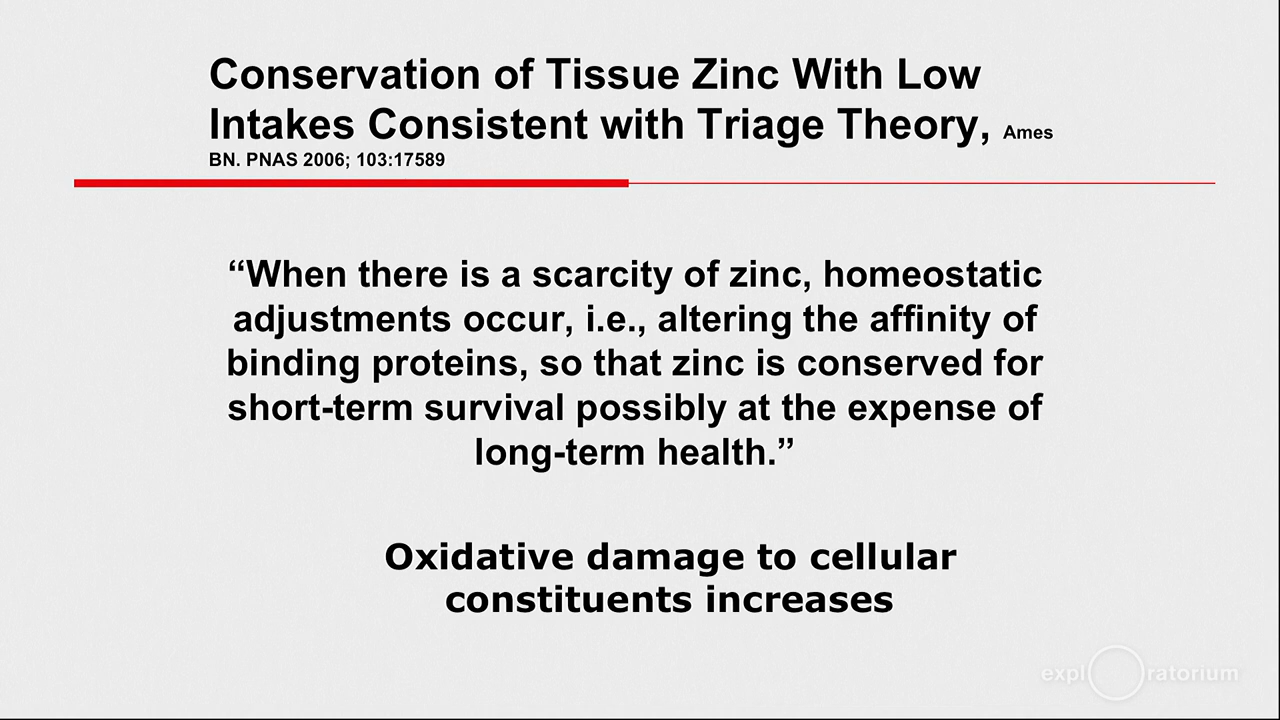 Conservation of Tissue Zinc With Low
Intakes Consistent with Triage Theory, Ames
BN. PNAS 2006; 103:17589
“When there is a scarcity of zinc, homeostatic
adjustments occur, i.e., altering the affinity of
binding proteins, so that zinc is conserved for
short-term survival possibly at the expense of
long-term health.”
Oxidative damage to cellular
constituents increases
expl ratorium